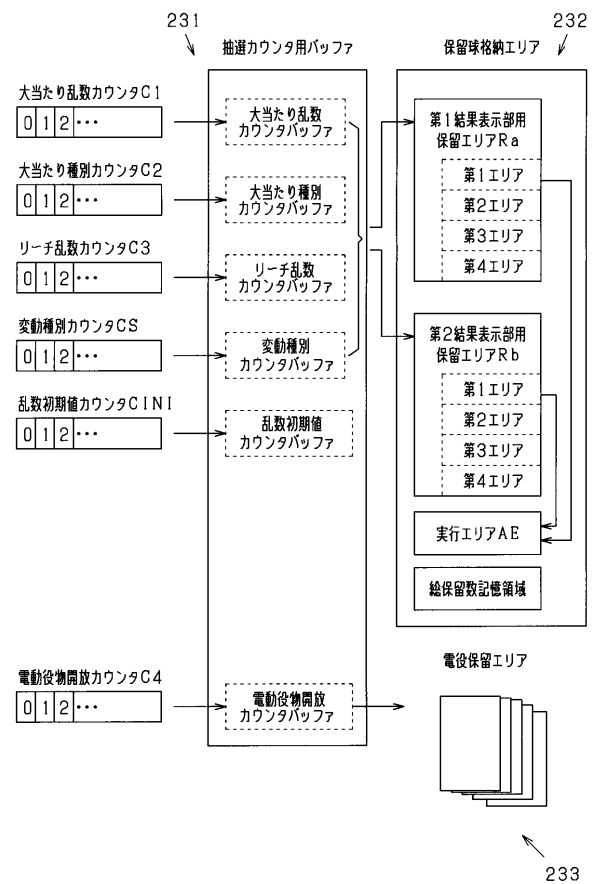 231
抽選カウンタ用バッファ
保留球格納エリア
232
大当たり乱数カウンタC1
0 1 2 ･･･
大当たり種別カウンタC2
0 1 2 ･･･
リーチ乱数カウンタC3
0 1 2 ･･･
変動種別カウンタCS
0 1 2 ･･･
乱数初期値カウンタCINI
0 1 2 ･･･
電動役物開放カウンタC4
0 1 2 ･･･
大当たり乱数
カウンタバッファ
大当たり種別
カウンタバッファ
リーチ乱数
カウンタバッファ
変動種別
カウンタバッファ
乱数初期値
カウンタバッファ
電動役物開放
カウンタバッファ
第1結果表示部用
保留エリアRa
第1エリア
第2エリア
第3エリア
第4エリア
第2結果表示部用
保留エリアRb
第1エリア
第2エリア
第3エリア
第4エリア
実行エリアAE
総保留数記憶領域
電役保留エリア
233